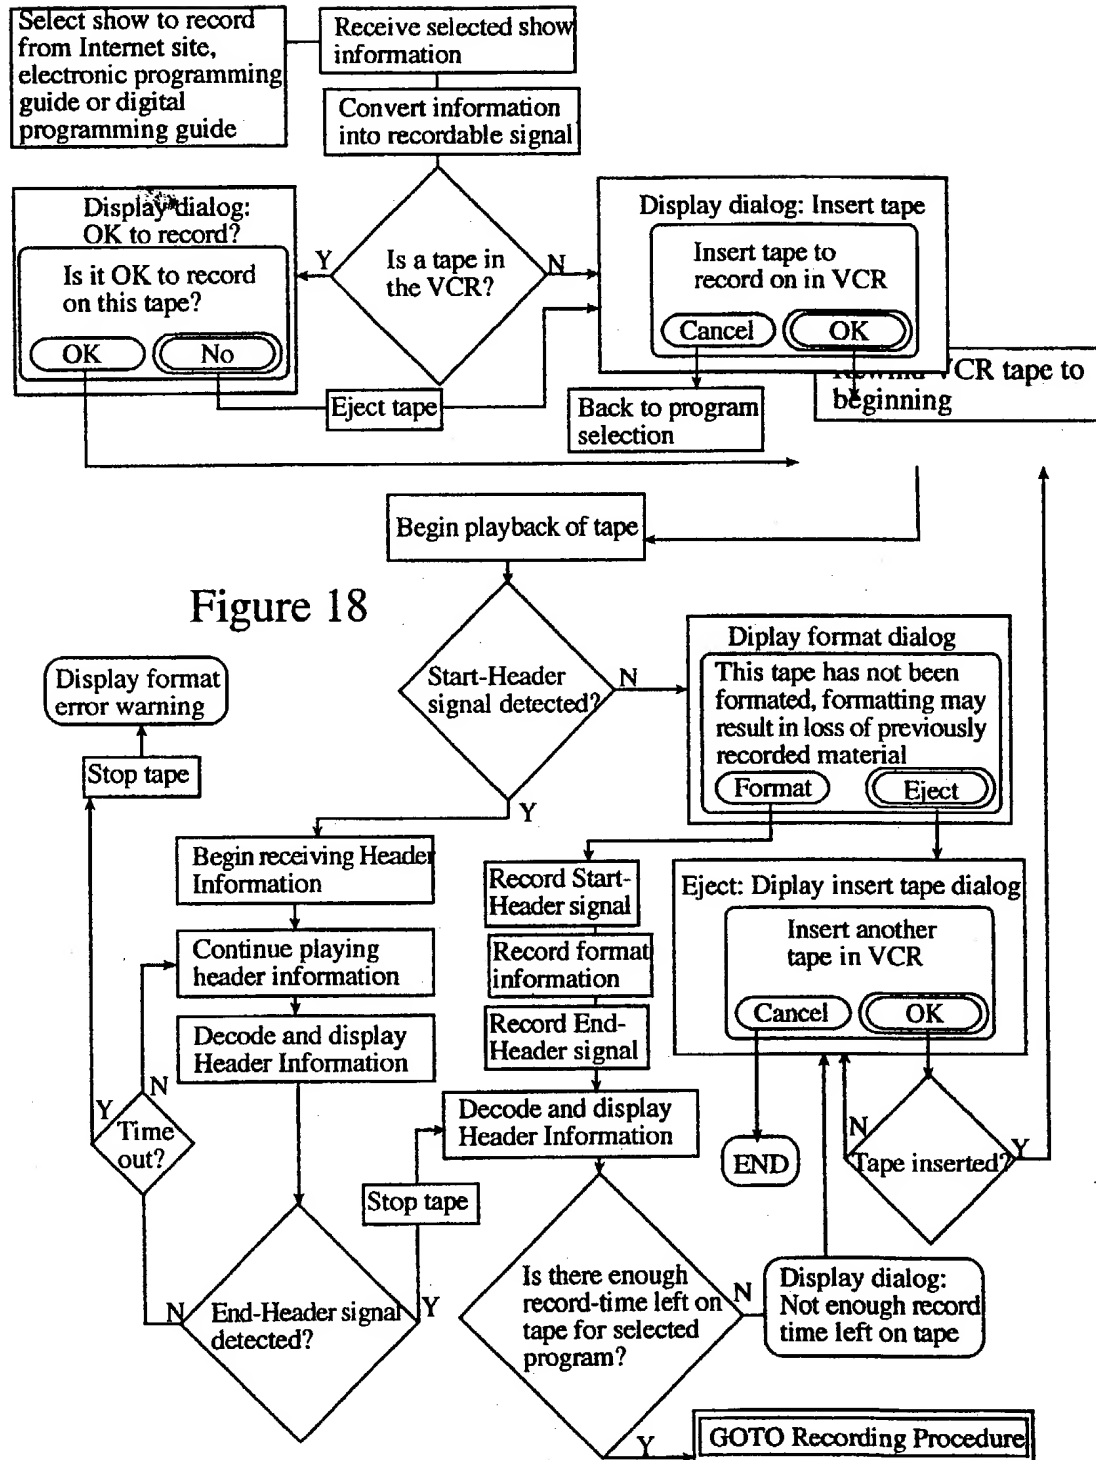 Select show to record
from Internet site,
electronic programming
guide or digital
programming guide
Receive selected show
information
Convert information
into recordable signal
Display dialog:
OK to record?
Is it OK to record
on this tape?
OK
No
Y
Is a tape in
the VCR?
N
Display dialog: Insert tape
Insert tape to
record on in VCR
Cancel
OK
Eject tape
Back to program
selection
VCR tape to
beginning
Begin playback of tape
Figure 18
Start-Header
signal detected?
N
Y
Diplay format dialog
This tape has not been
formated, formatting may
result in loss of previously
recorded material
Format
Eject
Display format
error warning
Stop tape
Begin receiving Header
Information
Continue playing
header information
Decode and display
Header Information
Record Start-
Header signal
Record format
information
Record End-
Header signal
Eject: Diplay insert tape dialog
Insert another
tape in VCR
Cancel
OK
Y
N
Time
out?
Decode and display
Header Information
END
N
Tape inserted?
Y
Stop tape
N
End-Header signal
detected?
Y
Is there enough
record-time left on
tape for selected
program?
N
Display dialog:
Not enough record
time left on tape
Y
GOTO Recording Procedure